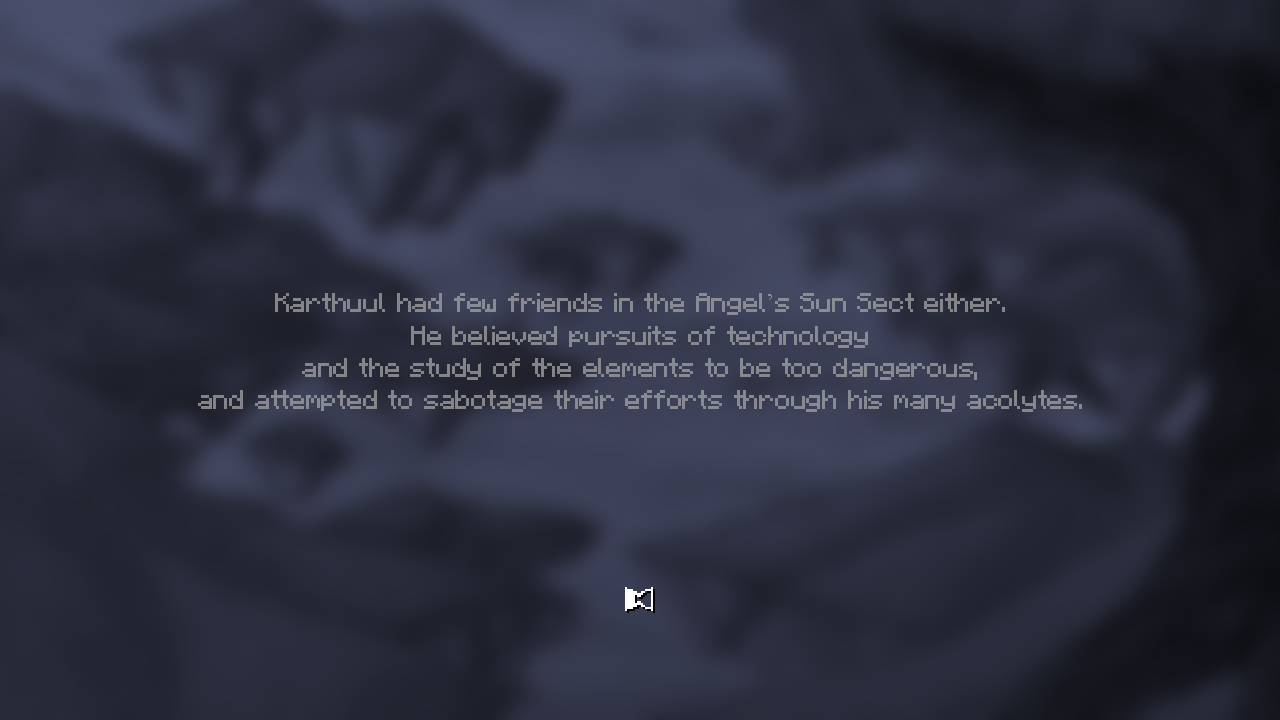 Karthuul had few friends in the Angel's Sun Sect either.
He believed pursuits of technology
and the study of the elements to be too dangerous,
and attempted to sabotage their efforts through his many acolytes.